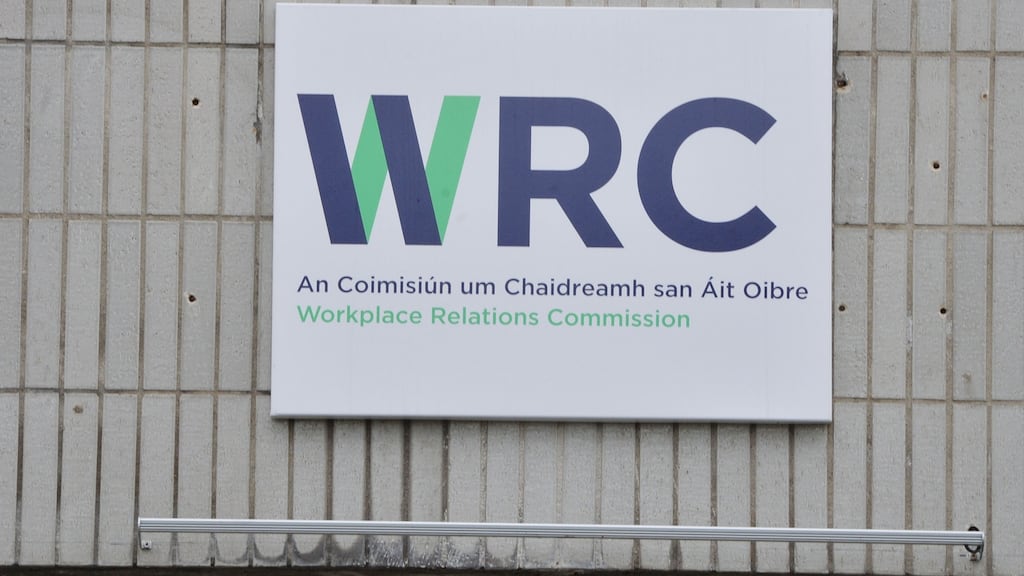 WRC
An Coimisiún um Chaidreamh san Áit Oibre
Workplace Relations Commission